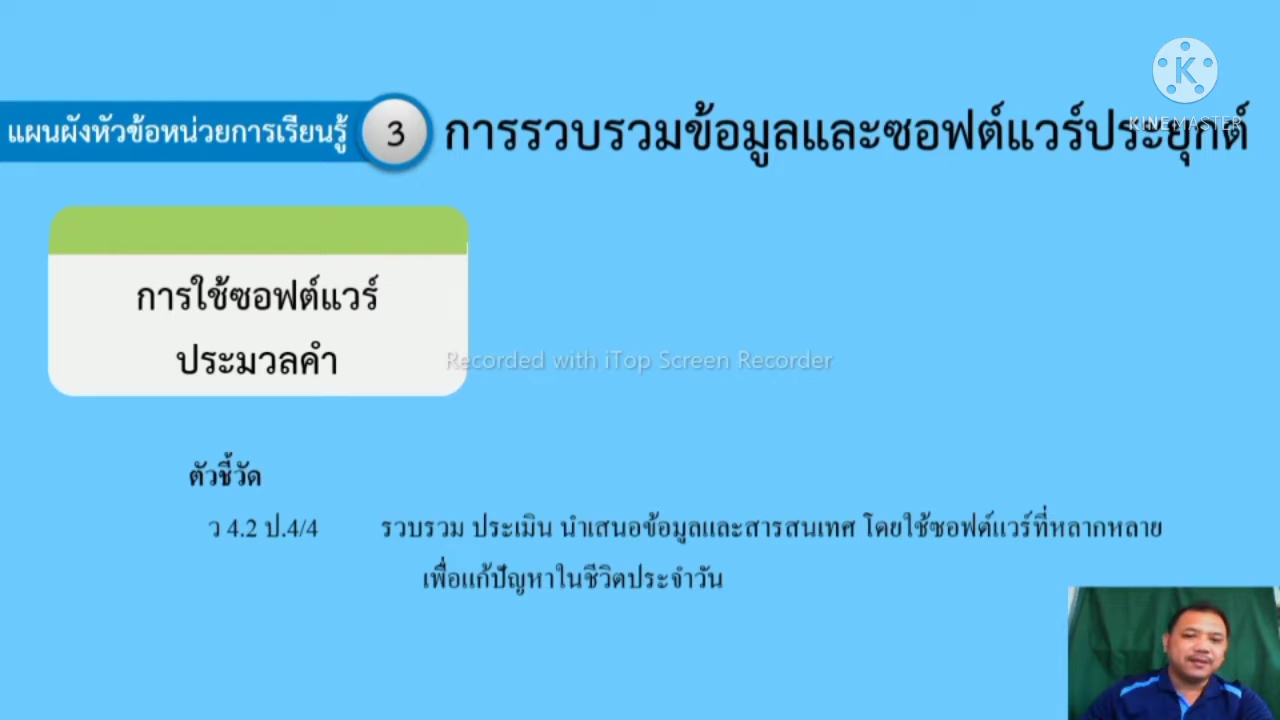 แผนผังหัวข้อหน่วยการเรียนรู้ 3 การรวบรวมข้อมูลและซอฟต์แวร์ประยุกต์
K
KINEMASTER
การใช้ซอฟต์แวร์
ประมวลคำ
Recorded with iTop Screen Recorder
ตัวชี้วัด
ว 4.2 ป.4/4 รวบรวม ประเมิน นำเสนอข้อมูลและสารสนเทศ โดยใช้ซอฟต์แวร์ที่หลากหลาย
เพื่อแก้ปัญหาในชีวิตประจำวัน